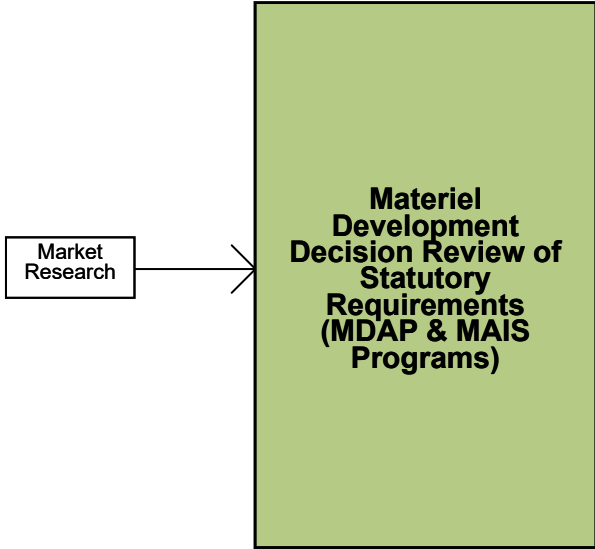 Market
Research
Materiel
Development
Decision Review of
Statutory
Requirements
(MDAP & MAIS
Programs)